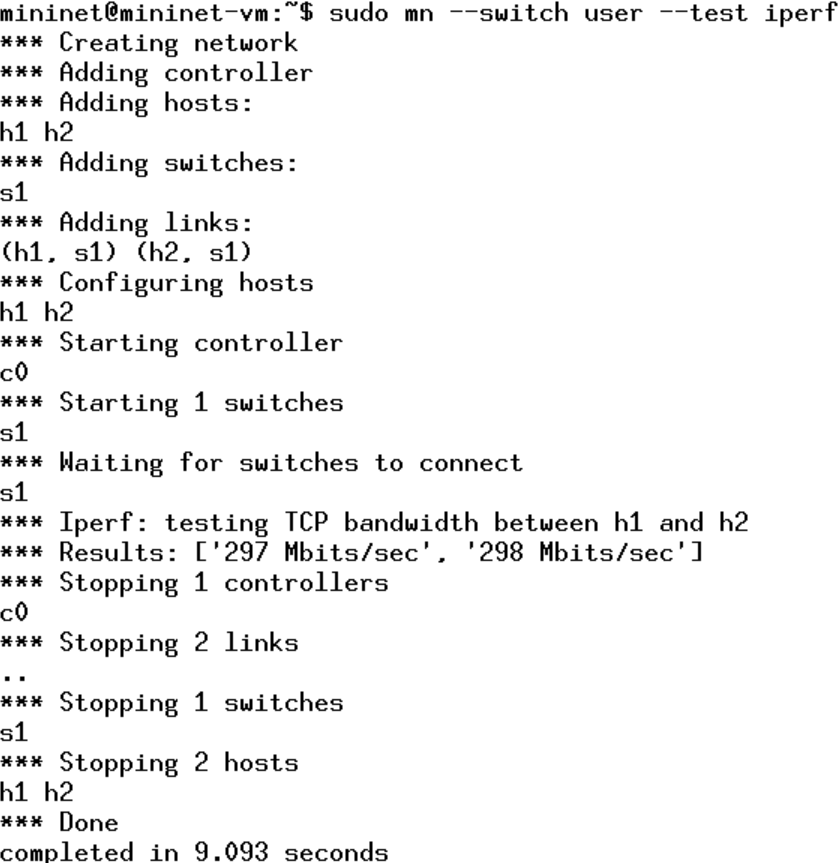 mininet@mininet-vm:~$ sudo mn --switch user --test iperf
*** Creating network
*** Adding controller
*** Adding hosts:
h1 h2
*** Adding switches:
s1
*** Adding links:
(h1, s1) (h2, s1)
*** Configuring hosts
h1 h2
*** Starting controller
c0
*** Starting 1 switches
s1
*** Waiting for switches to connect
s1
*** Iperf: testing TCP bandwidth between h1 and h2
*** Results: ['297 Mbits/sec', '298 Mbits/sec']
*** Stopping 1 controllers
c0
*** Stopping 2 links
..
*** Stopping 1 switches
s1
*** Stopping 2 hosts
h1 h2
*** Done
completed in 9.093 seconds